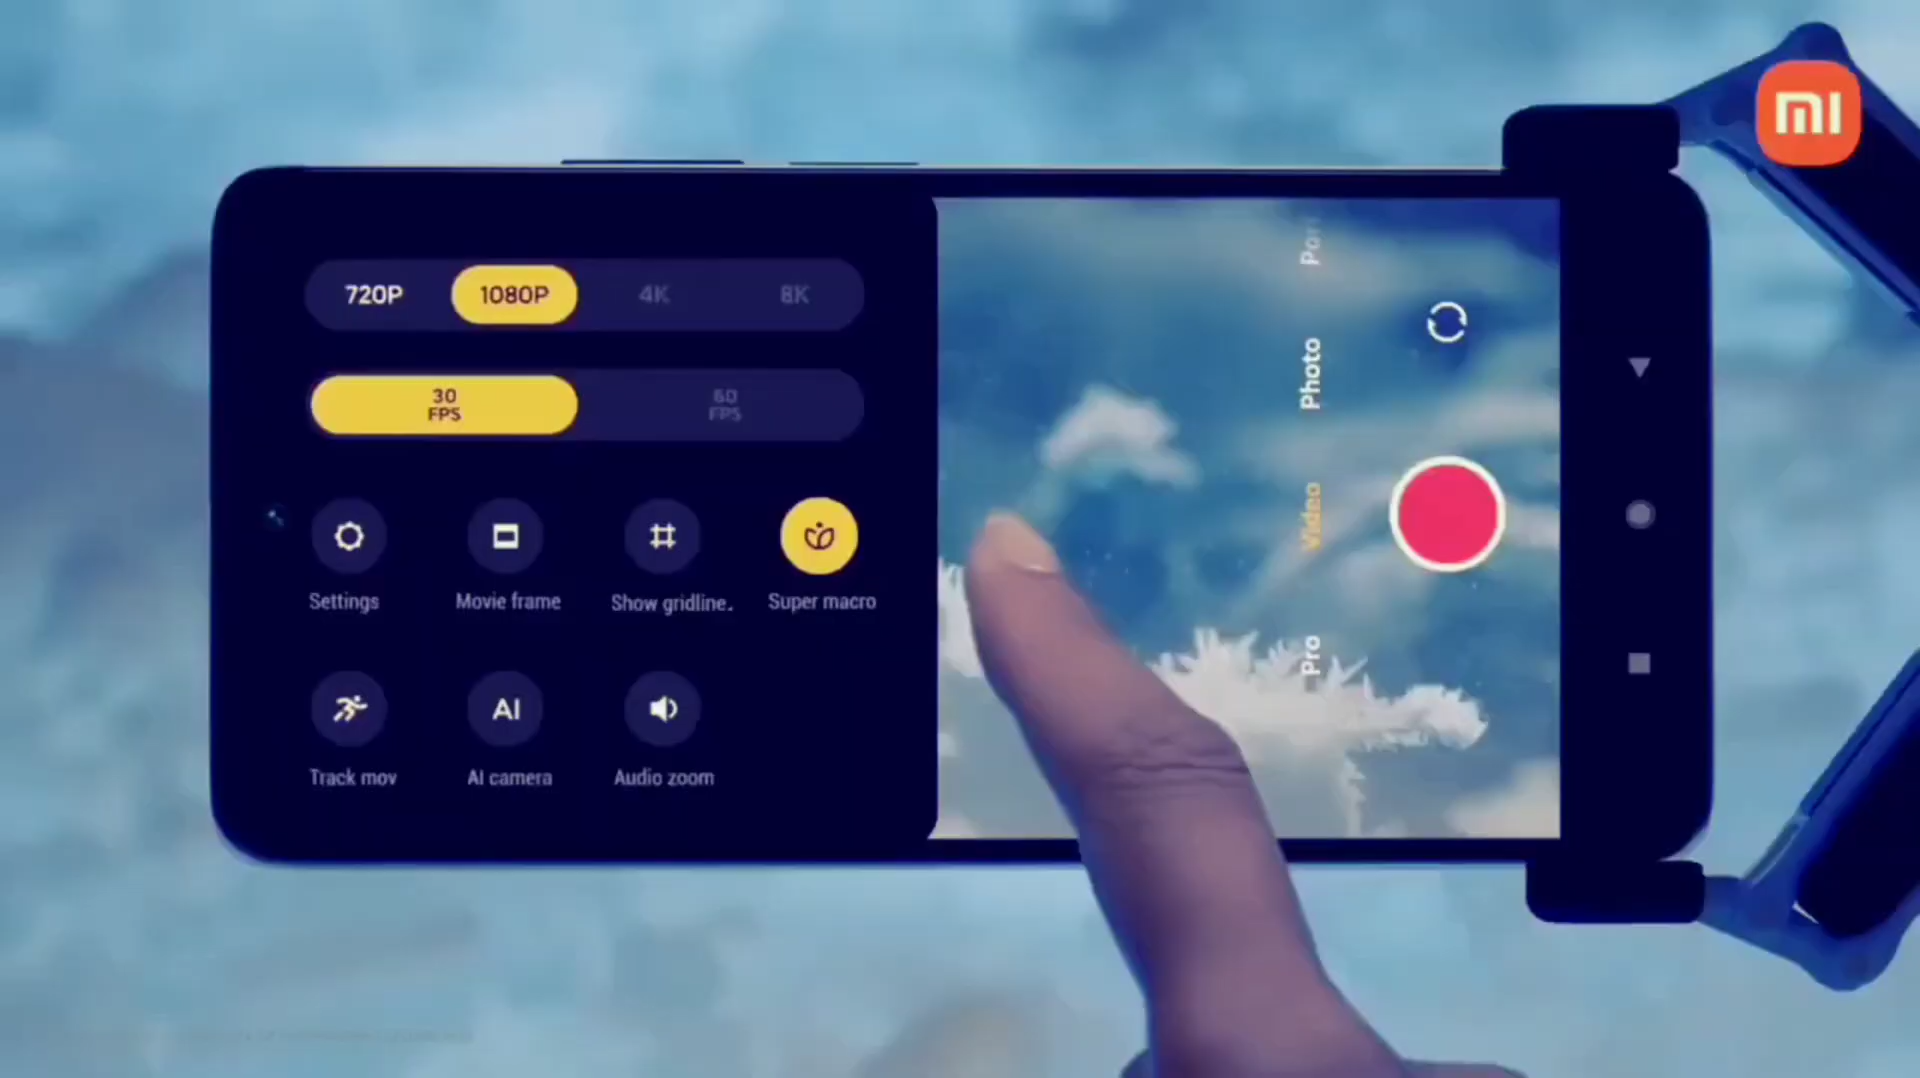 mi
720P 1080P 4K 8K
30
FPS
60
FPS
Settings Movie frame Show gridline. Super macro
Track mov AI camera Audio zoom
AI
Por
Photo
Video
Pro